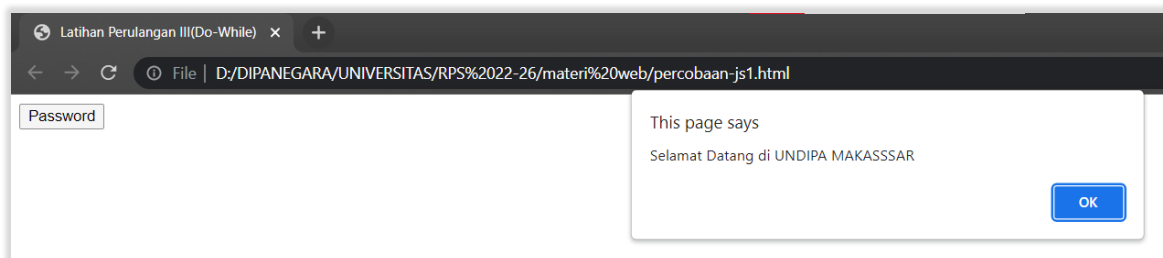 Latihan Perulangan III(Do-While)
File | D:/DIPANEGARA/UNIVERSITAS/RPS%2022-26/materi%20web/percobaan-js1.html
Password
This page says
Selamat Datang di UNDIPA MAKASSSAR
OK